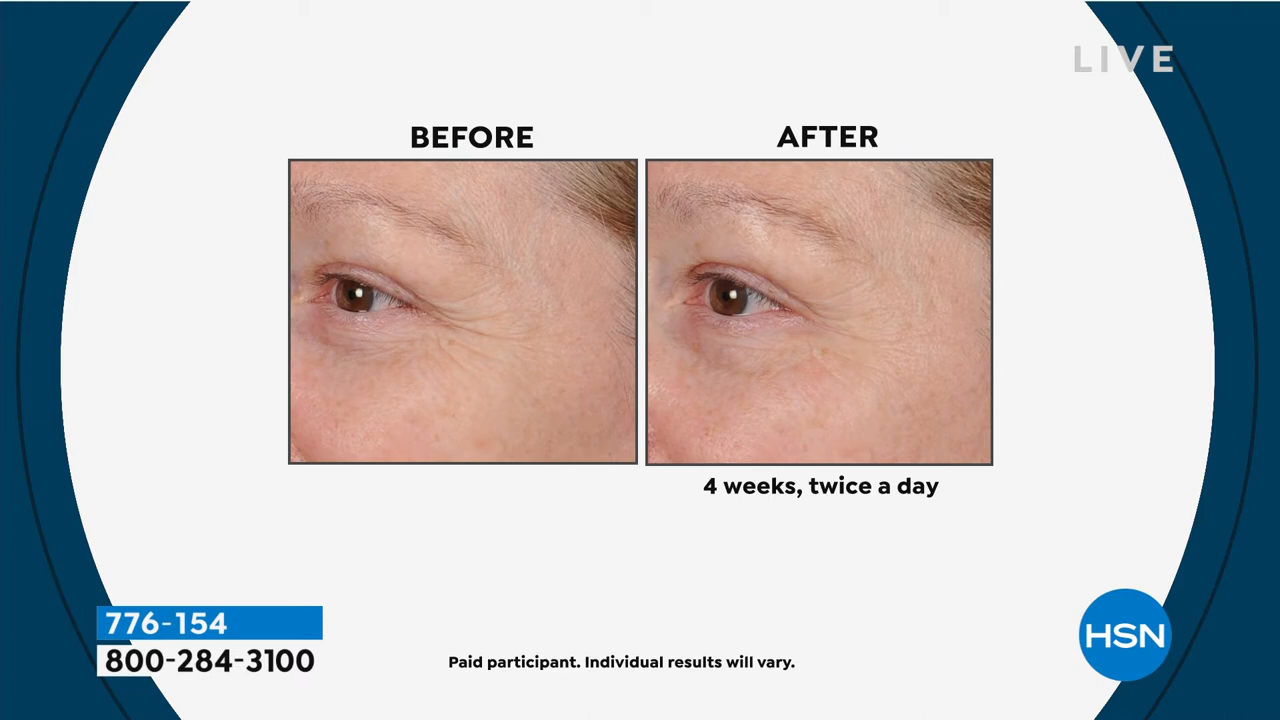 LIVE
BEFORE
AFTER
4 weeks, twice a day
776-154
800-284-3100
Paid participant. Individual results will vary.
HSN